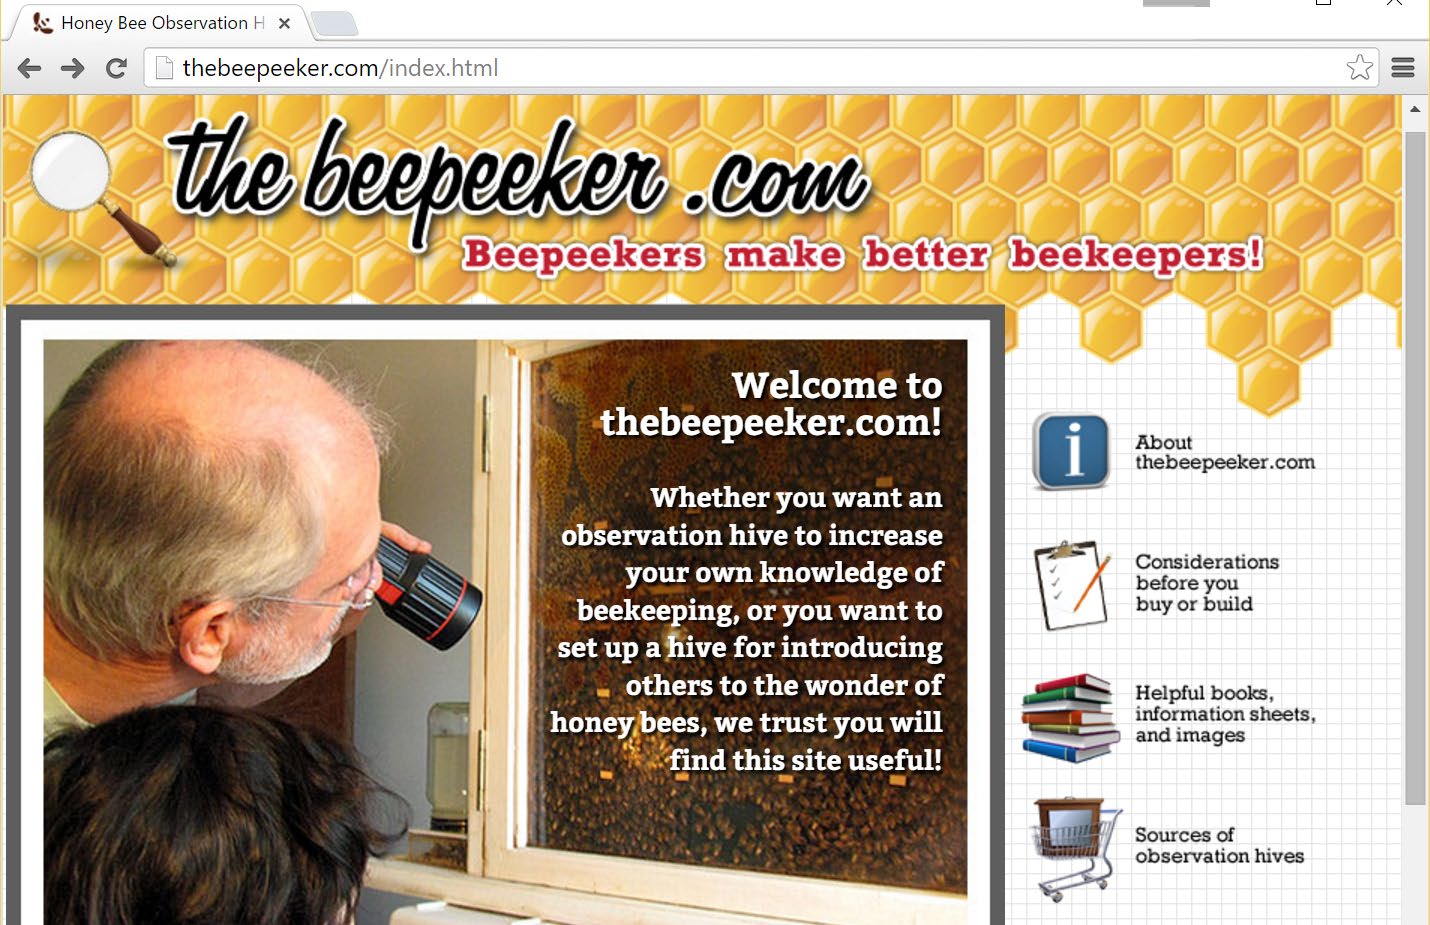 Honey Bee Observation H
thebeepeeker.com/index.html
the beepeeker .com
Beepeekers make better beekeepers!
Welcome to
thebeepeeker.com!
Whether you want an
observation hive to increase
your own knowledge of
beekeeping, or you want to
set up a hive for introducing
others to the wonder of
honey bees, we trust you will
find this site useful!
i
About
thebeepeeker.com
Considerations
before you
buy or build
Helpful books,
information sheets,
and images
Sources of
observation hives